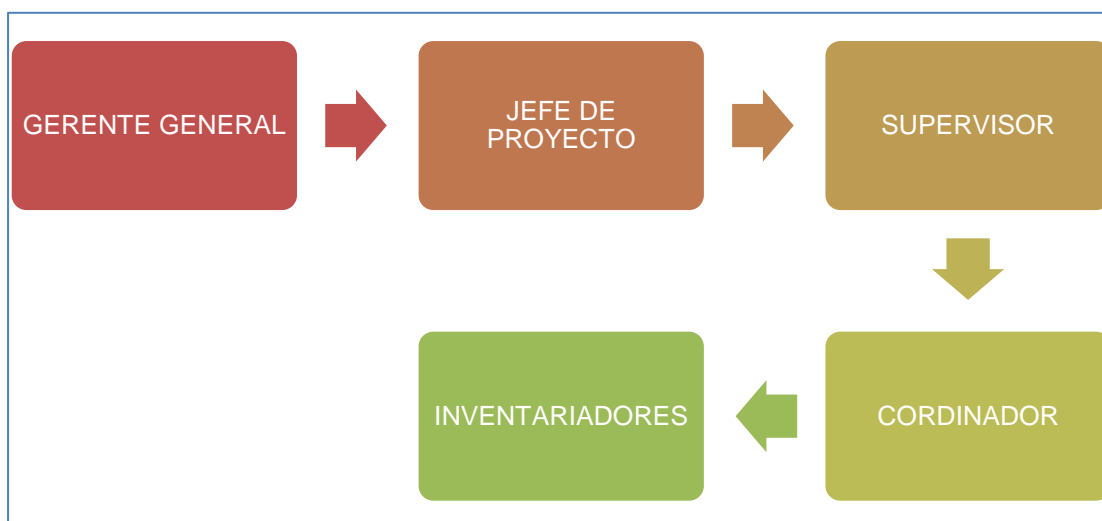 GERENTE GENERAL
JEFE DE
PROYECTO
SUPERVISOR
CORDINADOR
INVENTARIADORES